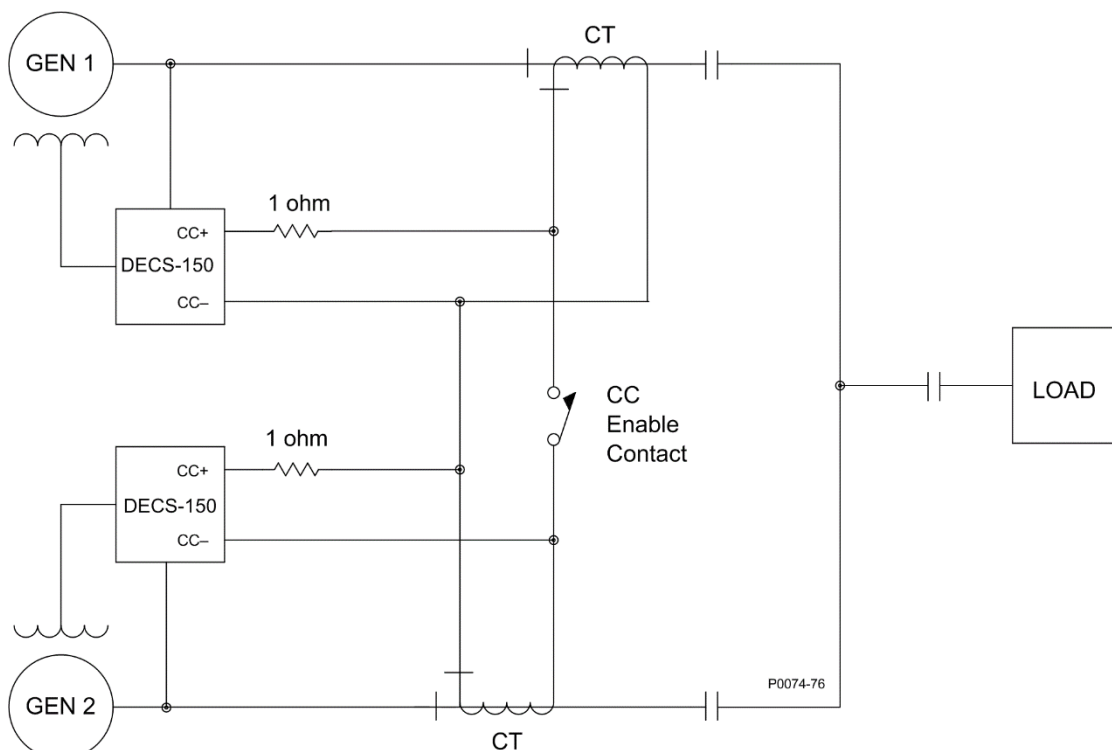 GEN 1
CT
1 ohm
CC+
DECS-150
CC–
CC
Enable
Contact
LOAD
1 ohm
CC+
DECS-150
CC–
P0074-76
GEN 2
CT